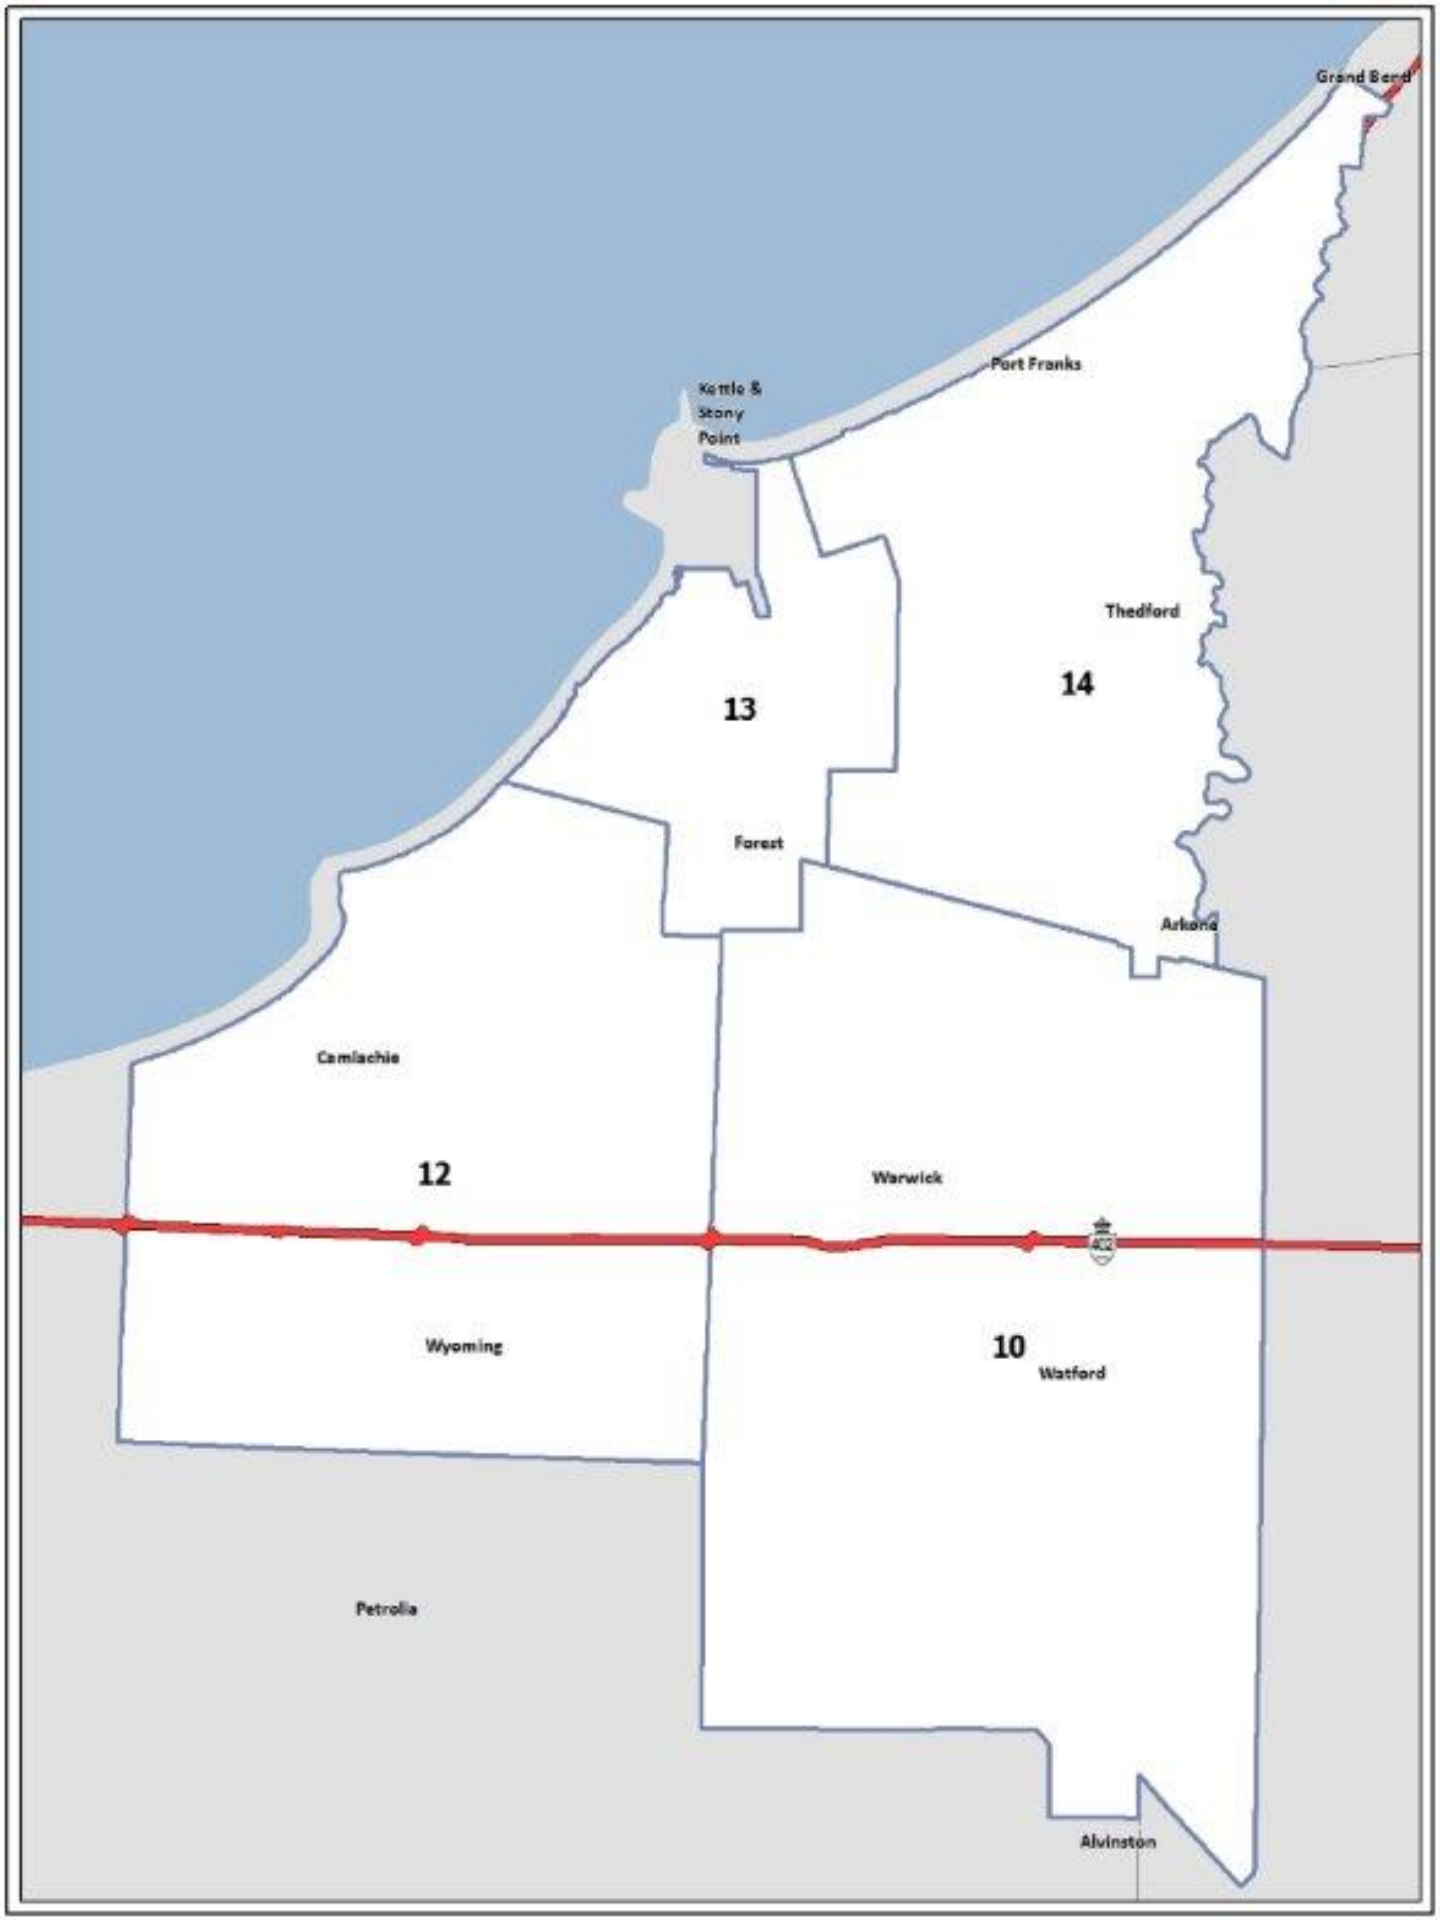 Grand Bend
Port Franks
Kettle &
Stony
Point
Thedford
14
13
Forest
Arkona
Camlachie
12
Warwick
402
Wyoming
10
Watford
Petrolia
Alvinston